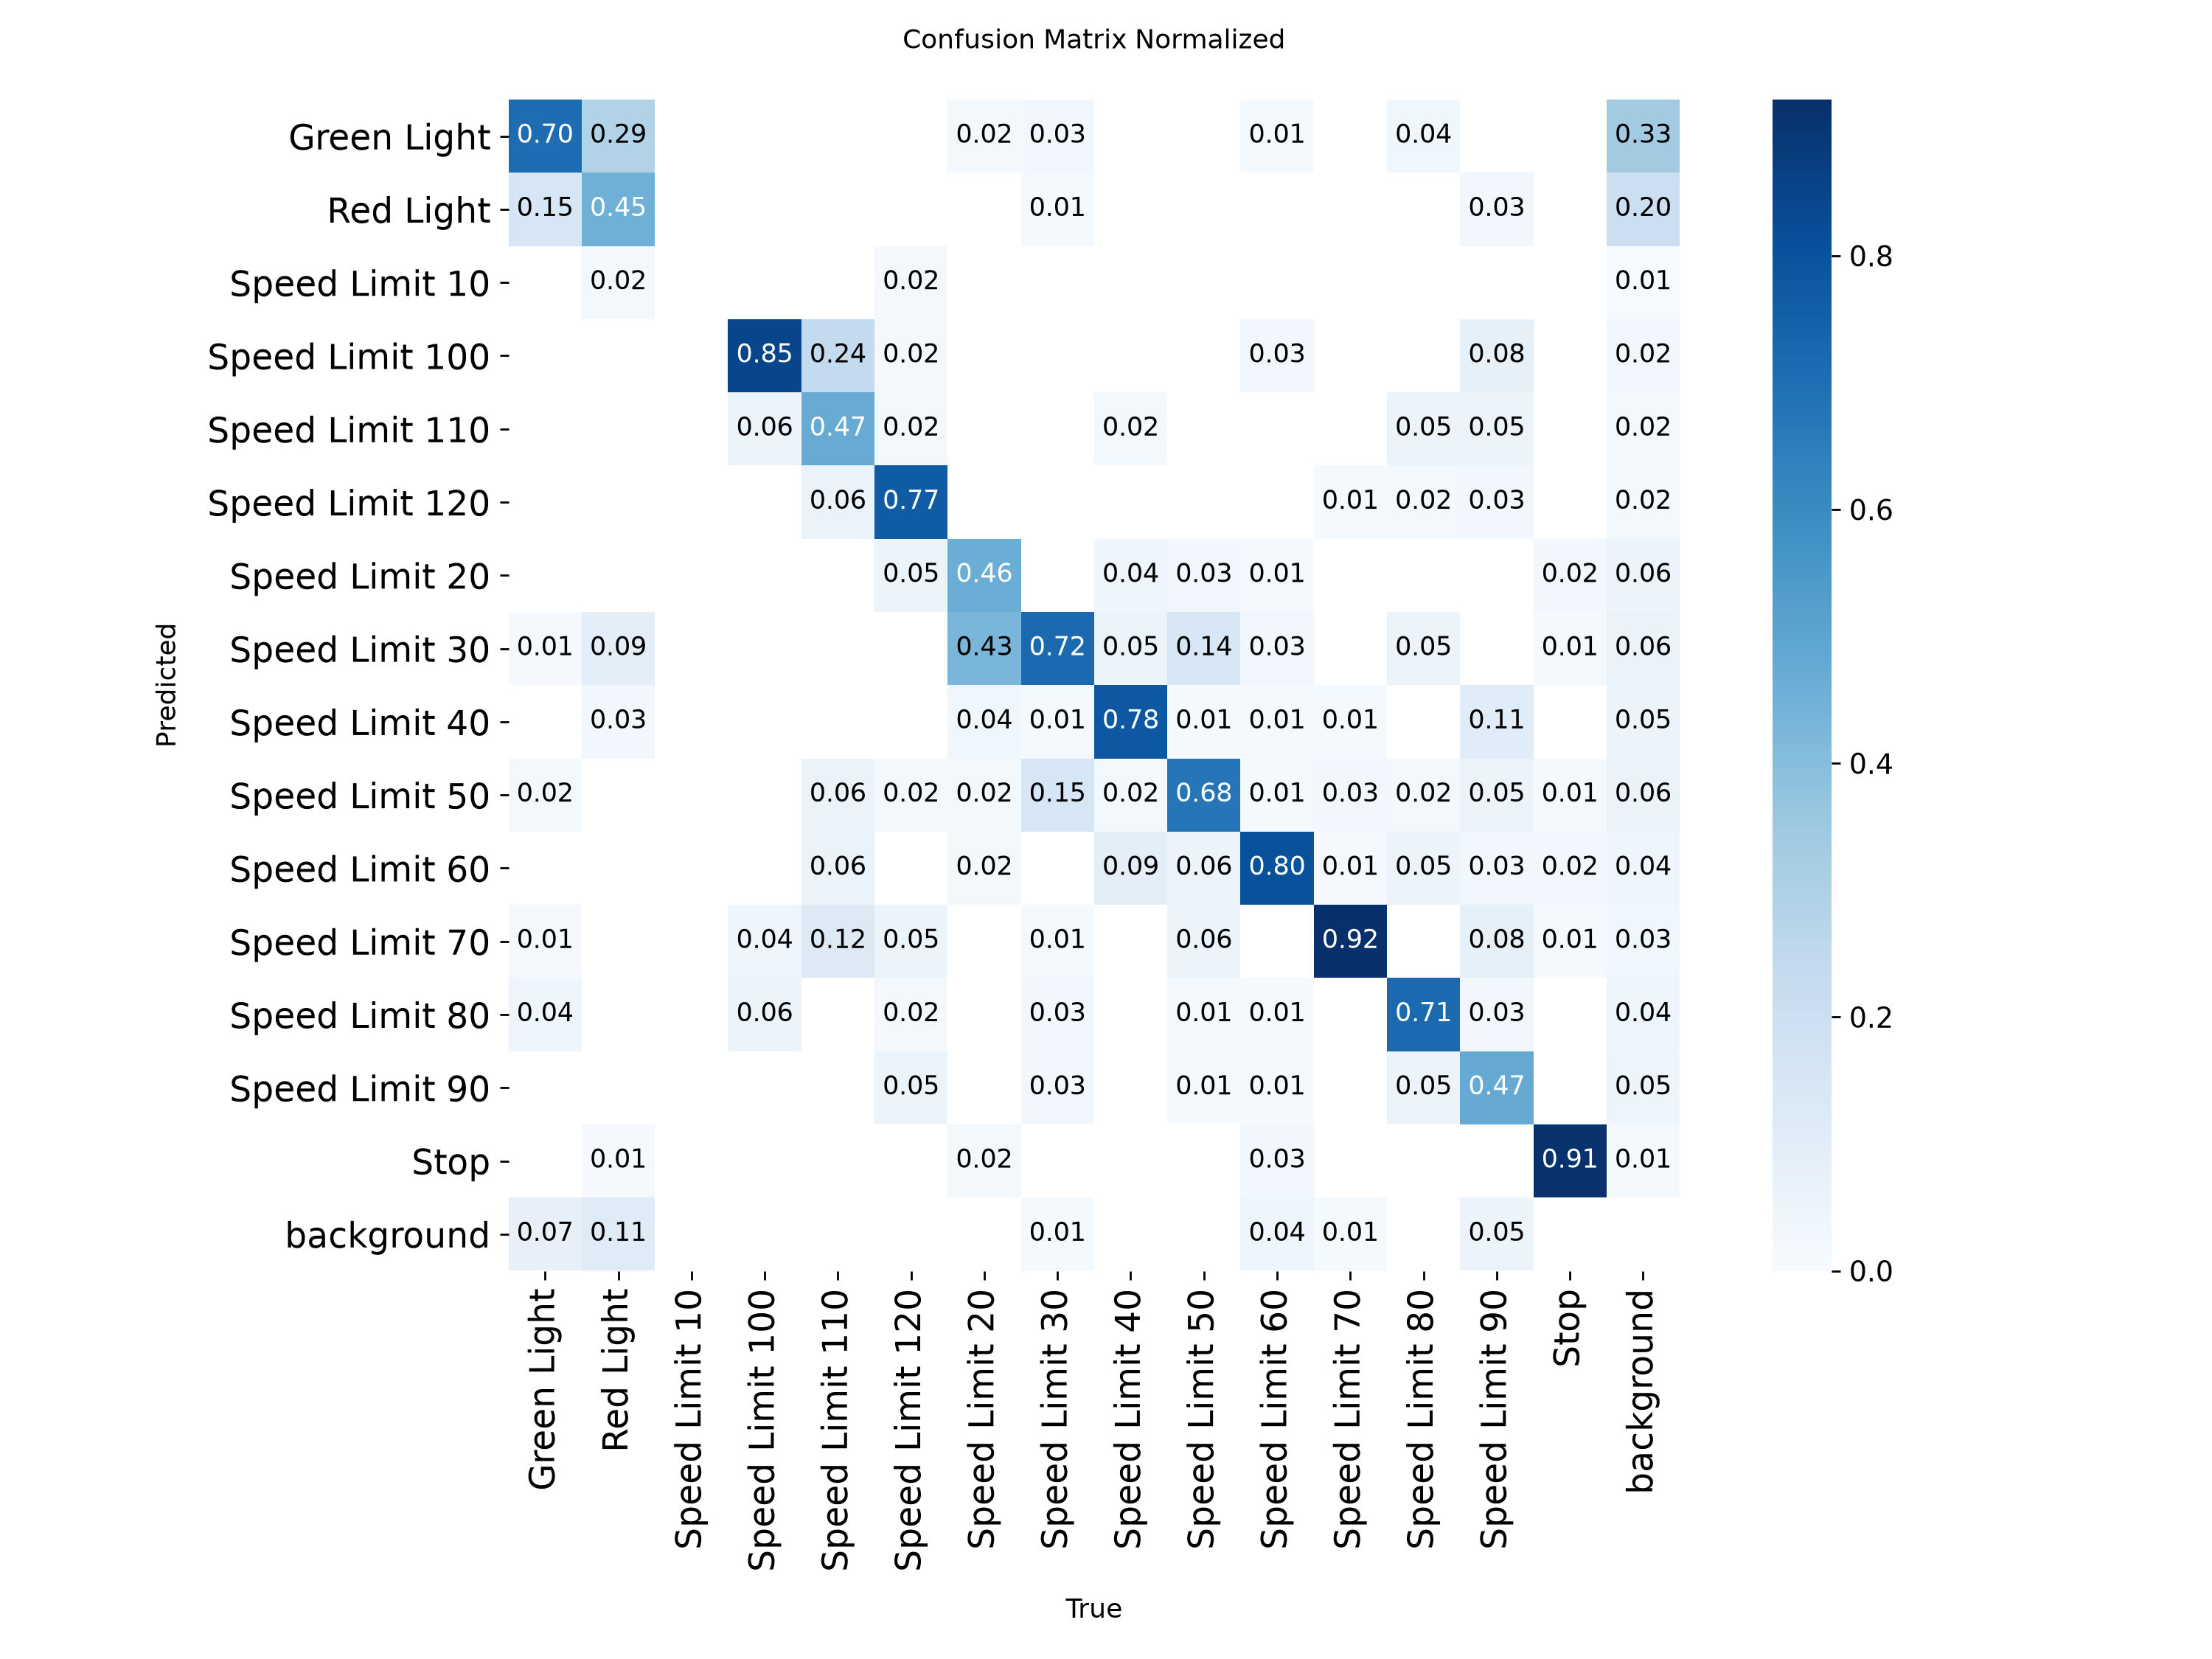 Confusion Matrix Normalized
Green Light 0.70 0.29 0.02 0.03 0.01 0.04 0.33
Red Light 0.15 0.45 0.01 0.03 0.20
Speed Limit 10 0.02 0.02 0.01
Speed Limit 100 0.85 0.24 0.02 0.03 0.08 0.02
Speed Limit 110 0.06 0.47 0.02 0.02 0.05 0.05 0.02
Speed Limit 120 0.06 0.77 0.01 0.02 0.03 0.02
Speed Limit 20 0.05 0.46 0.04 0.03 0.01 0.02 0.06
Speed Limit 30 0.01 0.09 0.43 0.72 0.05 0.14 0.03 0.05 0.01 0.06
Speed Limit 40 0.03 0.04 0.01 0.78 0.01 0.01 0.01 0.11 0.05
Speed Limit 50 0.02 0.06 0.02 0.02 0.15 0.02 0.68 0.01 0.03 0.02 0.05 0.01 0.06
Speed Limit 60 0.06 0.02 0.09 0.06 0.80 0.01 0.05 0.03 0.02 0.04
Speed Limit 70 0.01 0.04 0.12 0.05 0.01 0.06 0.92 0.08 0.01 0.03
Speed Limit 80 0.04 0.06 0.02 0.03 0.01 0.01 0.71 0.03 0.04
Speed Limit 90 0.05 0.03 0.01 0.01 0.05 0.47 0.05
Stop 0.01 0.02 0.03 0.91 0.01
background 0.07 0.11 0.01 0.04 0.01 0.05
Predicted
Green Light
Red Light
Speed Limit 10
Speed Limit 100
Speed Limit 110
Speed Limit 120
Speed Limit 20
Speed Limit 30
Speed Limit 40
Speed Limit 50
Speed Limit 60
Speed Limit 70
Speed Limit 80
Speed Limit 90
Stop
background
True
0.8
0.6
0.4
0.2
0.0